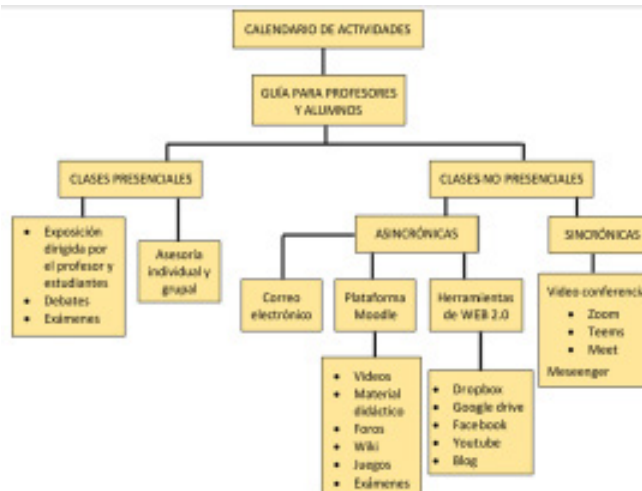 CALENDARIO DE ACTIVIDADES
GUÍA PARA PROFESORES
Y ALUMNOS
CLASES PRESENCIALES
CLASES NO PRESENCIALES
• Exposición
dirigida por
el profesor y
estudiantes
• Debates
• Exámenes
Asesoría
individual y
grupal
ASINCRÓNICAS
SINCRÓNICAS
Correo
electrónico
Plataforma
Moodle
Herramientas
de WEB 2.0
Video conferencia
• Zoom
• Teems
• Meet
Meseenger
• Videos
• Material
didáctico
• Foros
• Wiki
• Juegos
• Exámenes
• Dropbox
• Google drive
• Facebook
• Youtube
• Blog